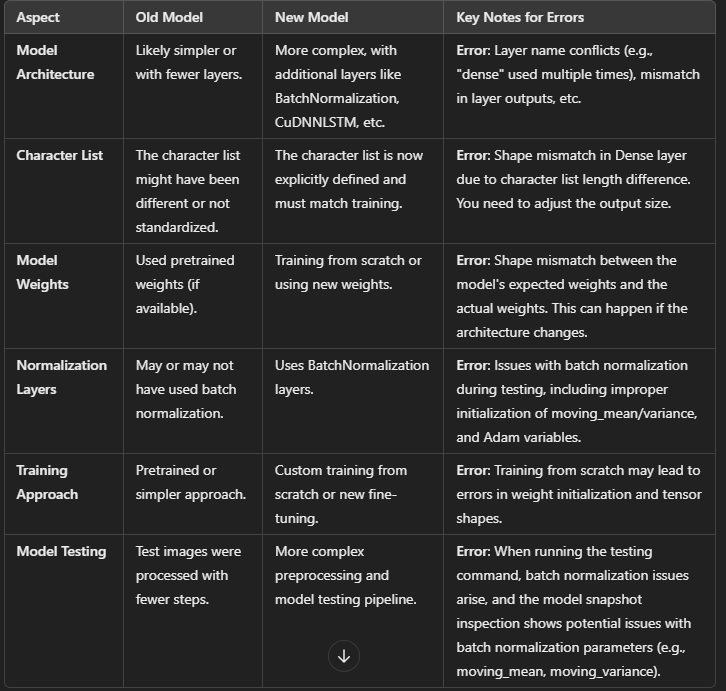 Aspect Old Model New Model Key Notes for Errors
Model Likely simpler or More complex, with Error: Layer name conflicts (e.g.,
Architecture with fewer layers. additional layers like "dense" used multiple times), mismatch
BatchNormalization, in layer outputs, etc.
CuDNNLSTM, etc.
Character List The character list The character list is now Error: Shape mismatch in Dense layer
might have been explicitly defined and due to character list length difference.
different or not must match training. You need to adjust the output size.
standardized.
Model Used pretrained Training from scratch or Error: Shape mismatch between the
Weights weights (if using new weights. model's expected weights and the
available). actual weights. This can happen if the
architecture changes.
Normalization May or may not Uses BatchNormalization Error: Issues with batch normalization
Layers have used batch layers. during testing, including improper
normalization. initialization of moving_mean/variance,
and Adam variables.
Training Pretrained or Custom training from Error: Training from scratch may lead to
Approach simpler approach. scratch or new fine- errors in weight initialization and tensor
tuning. shapes.
Model Testing Test images were More complex Error: When running the testing
processed with preprocessing and command, batch normalization issues
fewer steps. model testing pipeline. arise, and the model snapshot
inspection shows potential issues with
batch normalization parameters (e.g.,
moving_mean, moving_variance).